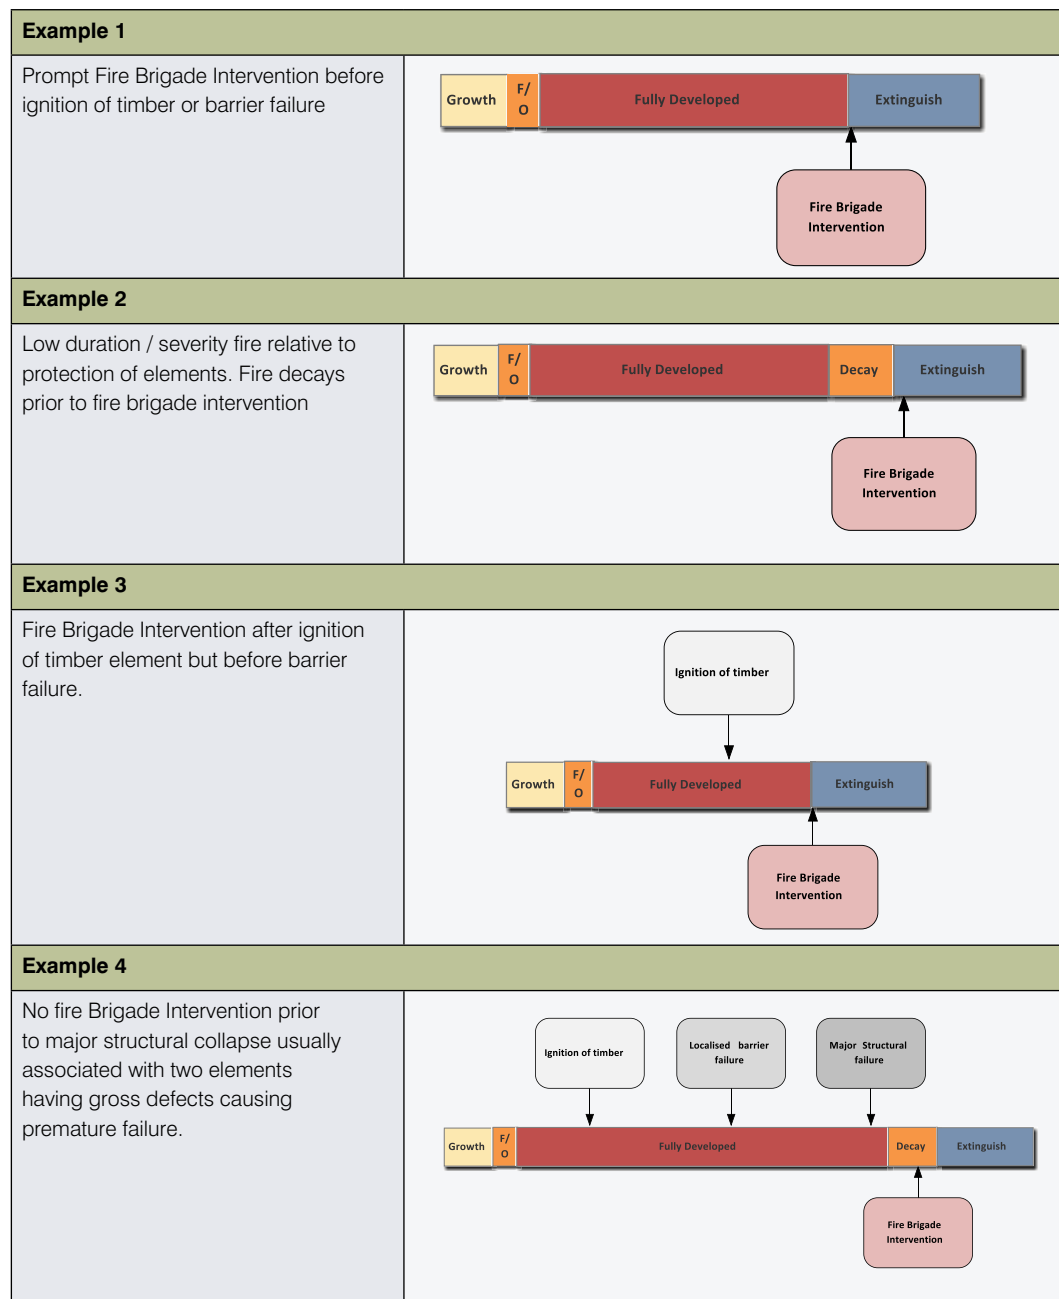 Example 1
Prompt Fire Brigade Intervention before
ignition of timber or barrier failure
Growth
F/
O
Fully Developed
Extinguish
Fire Brigade
Intervention
Example 2
Low duration / severity fire relative to
protection of elements. Fire decays
prior to fire brigade intervention
Growth
F/
O
Fully Developed
Decay
Extinguish
Fire Brigade
Intervention
Example 3
Fire Brigade Intervention after ignition
of timber element but before barrier
failure.
Ignition of timber
Growth
F/
O
Fully Developed
Extinguish
Fire Brigade
Intervention
Example 4
No fire Brigade Intervention prior
to major structural collapse usually
associated with two elements
having gross defects causing
premature failure.
Ignition of timber
Localised barrier
failure
Major Structural
failure
Growth
F/
O
Fully Developed
Decay
Extinguish
Fire Brigade
Intervention